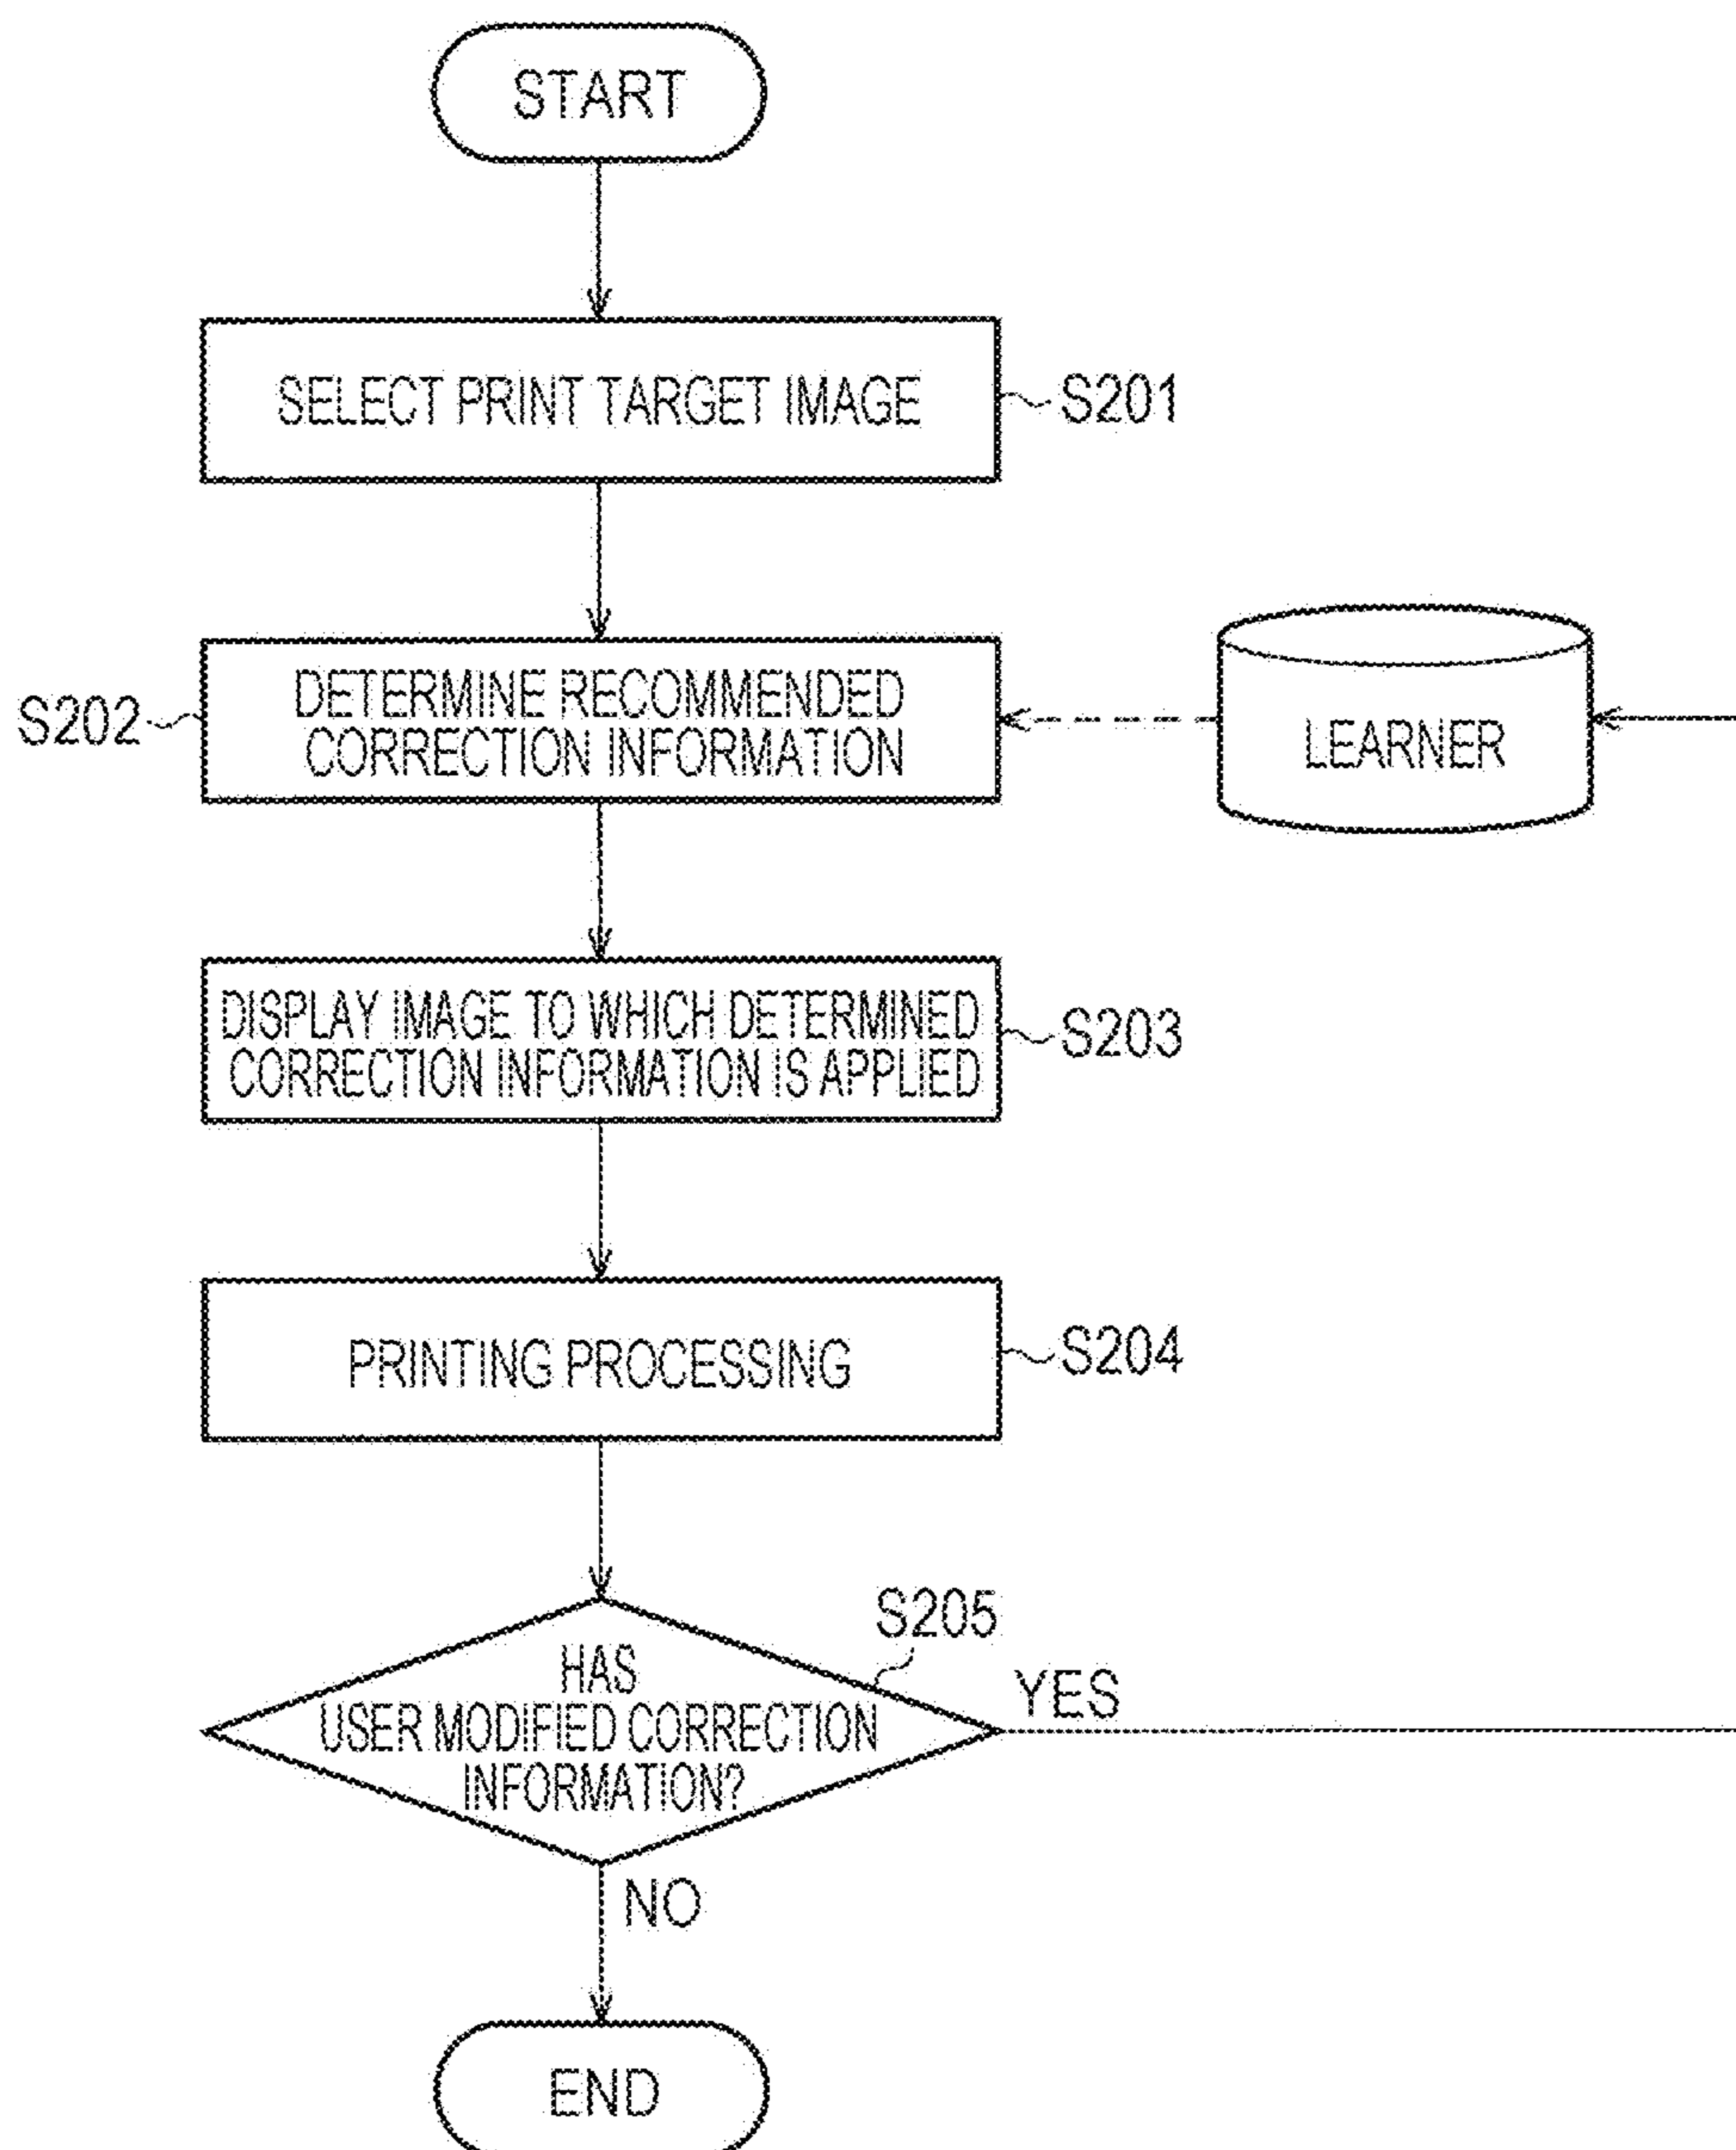 START
SELECT PRINT TARGET IMAGE
S201
S202
DETERMINE RECOMMENDED
CORRECTION INFORMATION
LEARNER
DISPLAY IMAGE TO WHICH DETERMINED
CORRECTION INFORMATION IS APPLIED
S203
PRINTING PROCESSING
S204
S205
HAS
USER MODIFIED CORRECTION
INFORMATION?
YES
NO
END